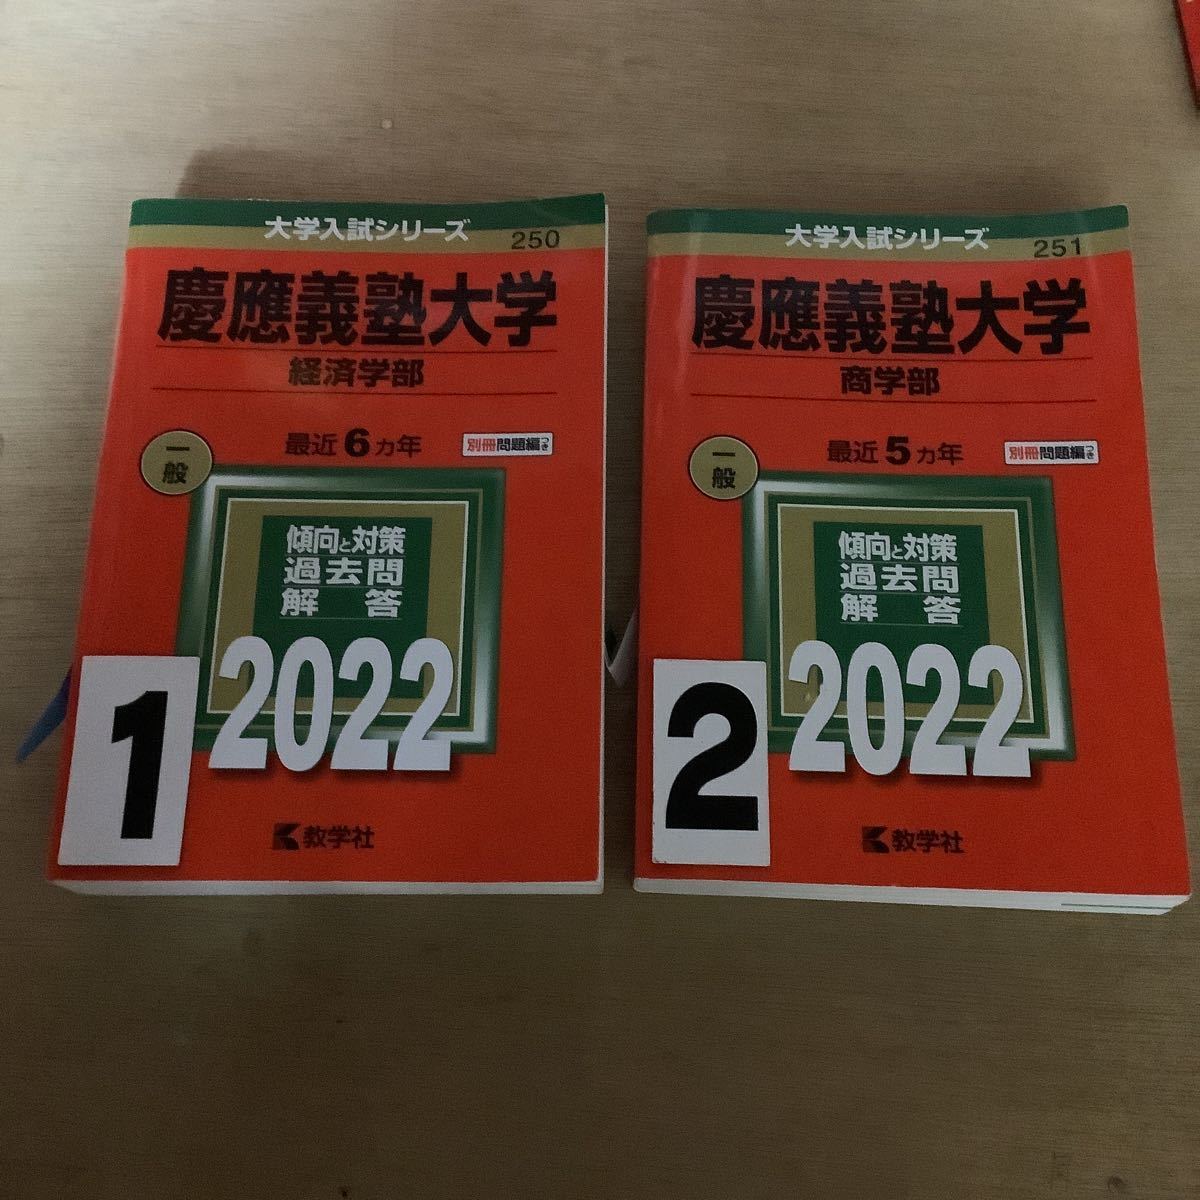 大学入試シリーズ
250
慶應義塾大学
経済学部
最近6ヵ年
別冊問題編つき
一般
傾向と対策
過去問
解答
2022
1
教学社
大学入試シリーズ
251
慶應義塾大学
商学部
最近5ヵ年
別冊問題編つき
一般
傾向と対策
過去問
解答
2022
2
教学社